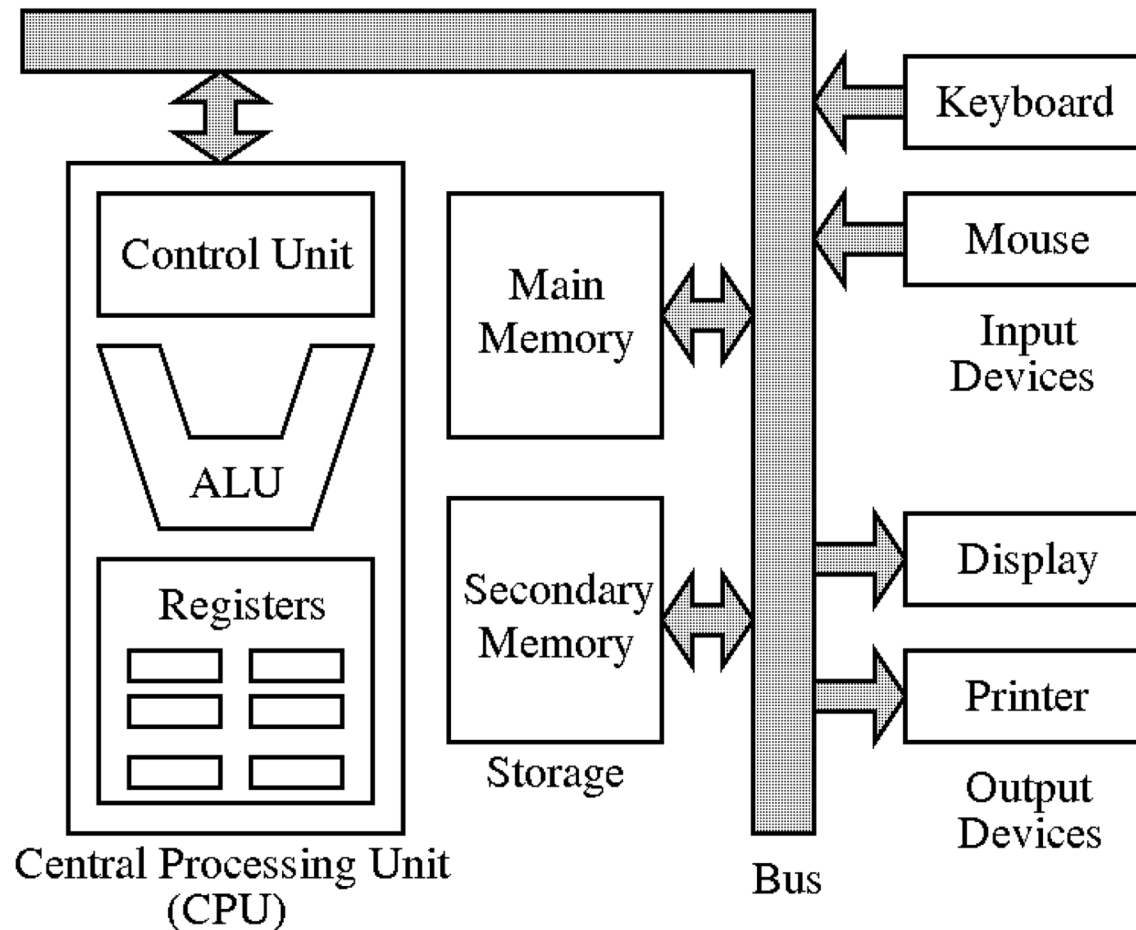 Control Unit
ALU
Registers
Central Processing Unit
(CPU)
Main
Memory
Secondary
Memory
Storage
Bus
Keyboard
Mouse
Input
Devices
Display
Printer
Output
Devices